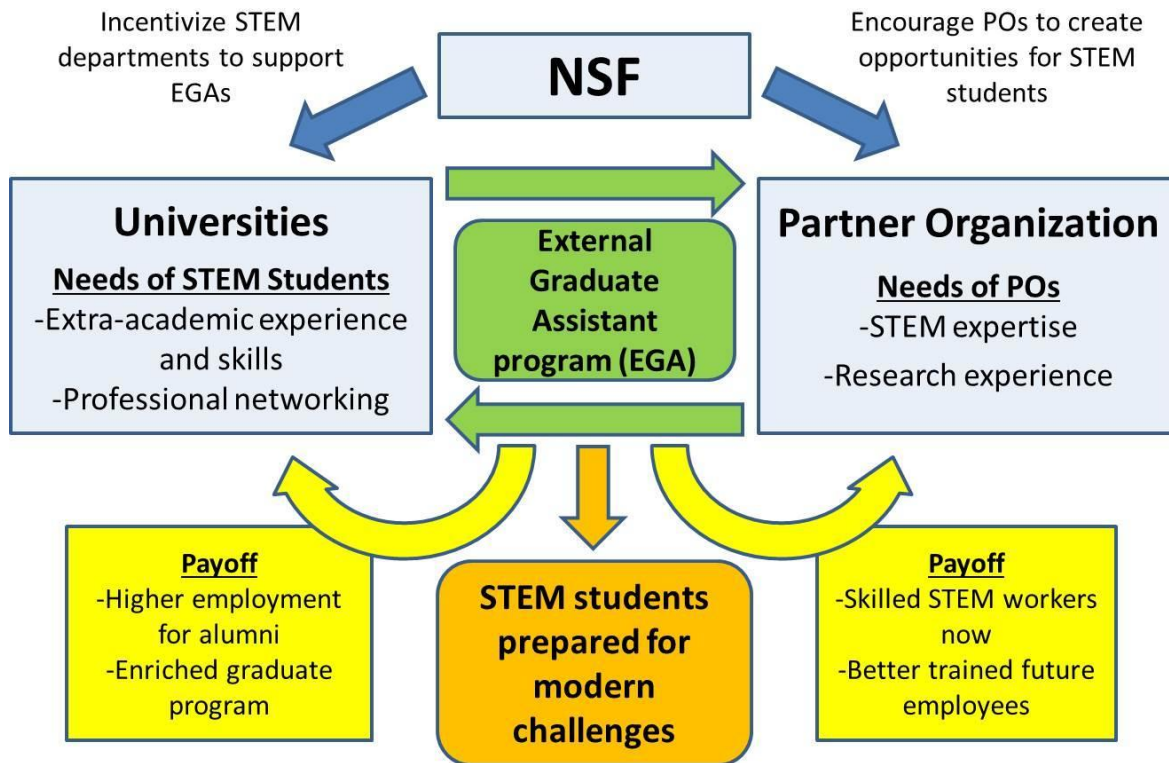 Incentivize STEM
departments to support
EGAs
NSF
Encourage POs to create
opportunities for STEM
students
Universities
Needs of STEM Students
-Extra-academic experience
and skills
-Professional networking
External
Graduate
Assistant
program (EGA)
Partner Organization
Needs of POs
-STEM expertise
-Research experience
Payoff
-Higher employment
for alumni
-Enriched graduate
program
STEM students
prepared for
modern
challenges
Payoff
-Skilled STEM workers
now
-Better trained future
employees